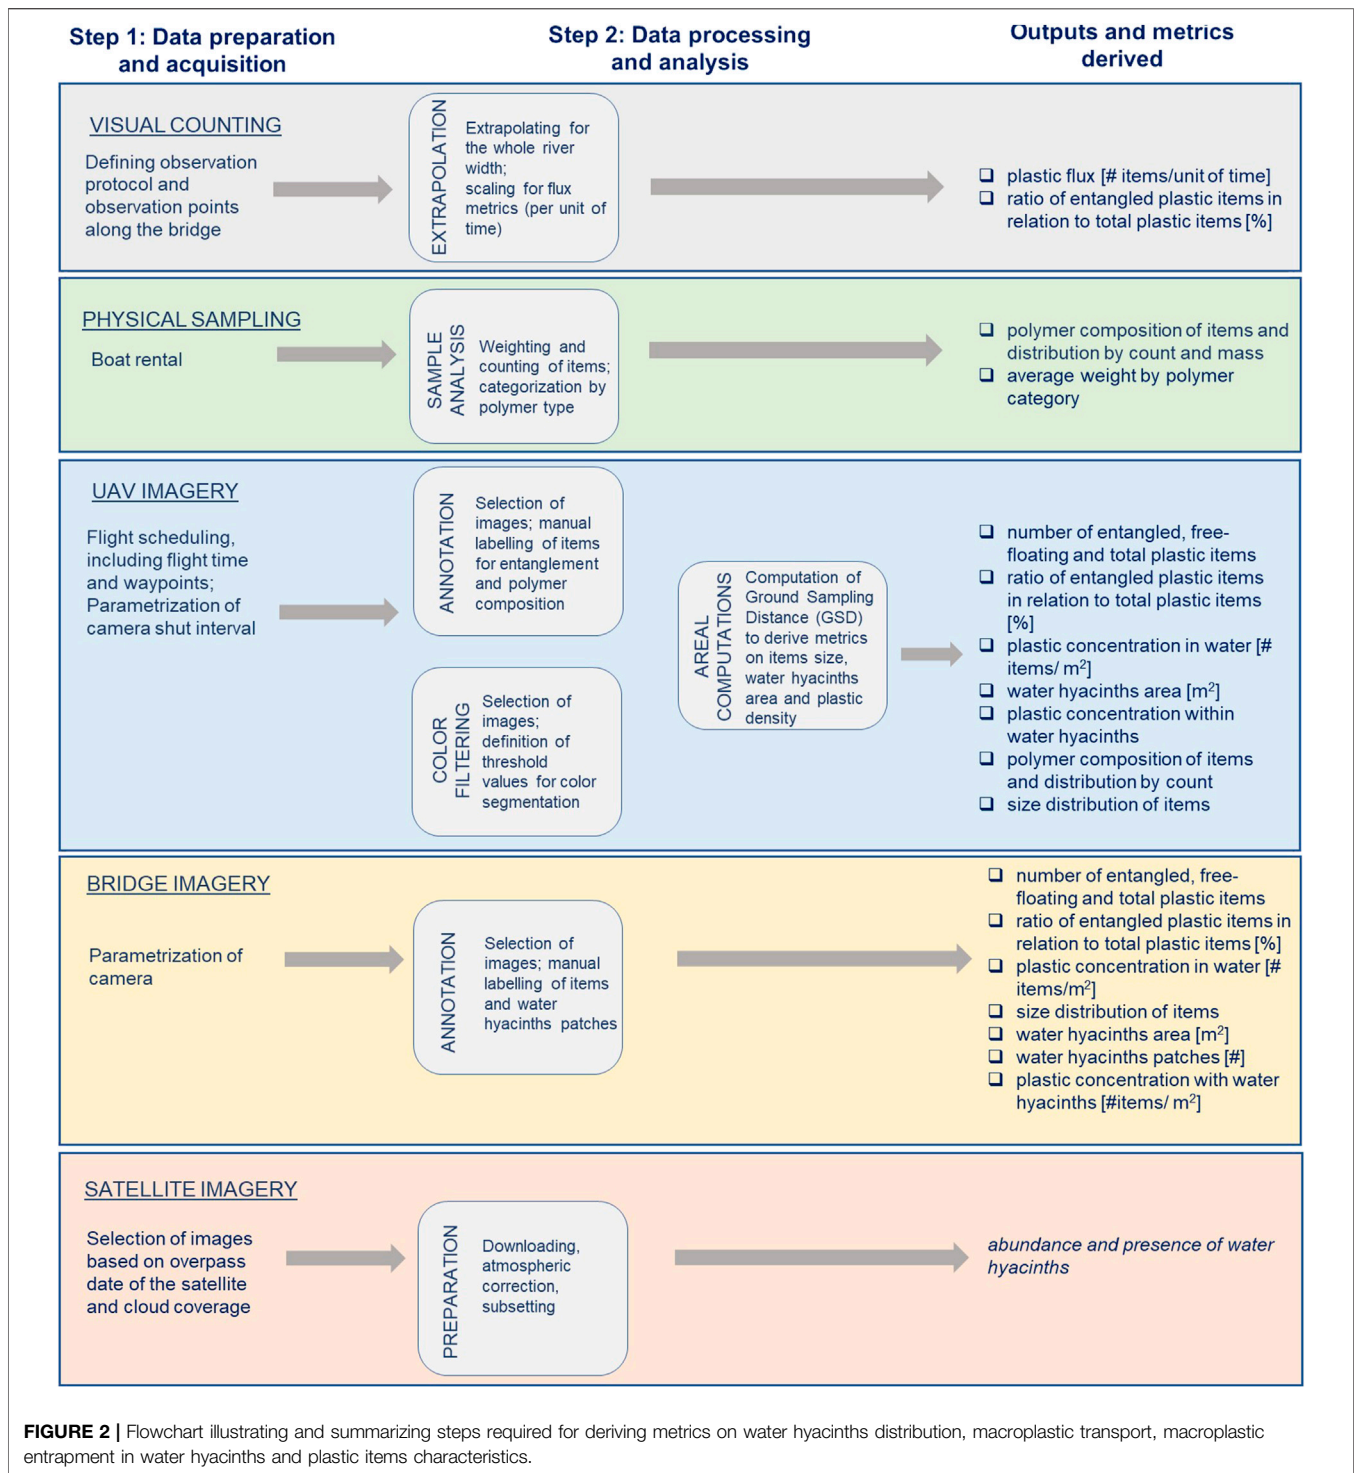 Step 1: Data preparation
and acquisition
Step 2: Data processing
and analysis
Outputs and metrics
derived
VISUAL COUNTING
Defining observation
protocol and
observation points
along the bridge
EXTRAPOLATION
Extrapolating for
the whole river
width;
scaling for flux
metrics (per unit of
time)
❑ plastic flux [# items/unit of time]
❑ ratio of entangled plastic items in
relation to total plastic items [%]
PHYSICAL SAMPLING
Boat rental
SAMPLE
ANALYSIS
Weighting and
counting of items;
categorization by
polymer type
❑ polymer composition of items and
distribution by count and mass
❑ average weight by polymer
category
UAV IMAGERY
Flight scheduling,
including flight time
and waypoints;
Parametrization of
camera shut interval
ANNOTATION
Selection of
images; manual
labelling of items
for entanglement
and polymer
composition
COLOR
FILTERING
Selection of
images;
definition of
threshold
values for color
segmentation
AREAL
COMPUTATIONS
Computation of
Ground Sampling
Distance (GSD)
to derive metrics
on items size,
water hyacinths
area and plastic
density
❑ number of entangled, free-
floating and total plastic items
❑ ratio of entangled plastic items
in relation to total plastic items
[%]
❑ plastic concentration in water [#
items/ m²]
❑ water hyacinths area [m²]
❑ plastic concentration within
water hyacinths
❑ polymer composition of items
and distribution by count
❑ size distribution of items
BRIDGE IMAGERY
Parametrization of
camera
ANNOTATION
Selection of
images; manual
labelling of items
and water
hyacinths patches
❑ number of entangled, free-
floating and total plastic items
❑ ratio of entangled plastic items in
relation to total plastic items [%]
❑ plastic concentration in water [#
items/m²]
❑ size distribution of items
❑ water hyacinths area [m²]
❑ water hyacinths patches [#]
❑ plastic concentration with water
hyacinths [#items/ m²]
SATELLITE IMAGERY
Selection of images
based on overpass
date of the satellite
and cloud coverage
PREPARATION
Downloading,
atmospheric
correction,
subsetting
abundance and presence of water
hyacinths
FIGURE 2 | Flowchart illustrating and summarizing steps required for deriving metrics on water hyacinths distribution, macroplastic transport, macroplastic
entrapment in water hyacinths and plastic items characteristics.